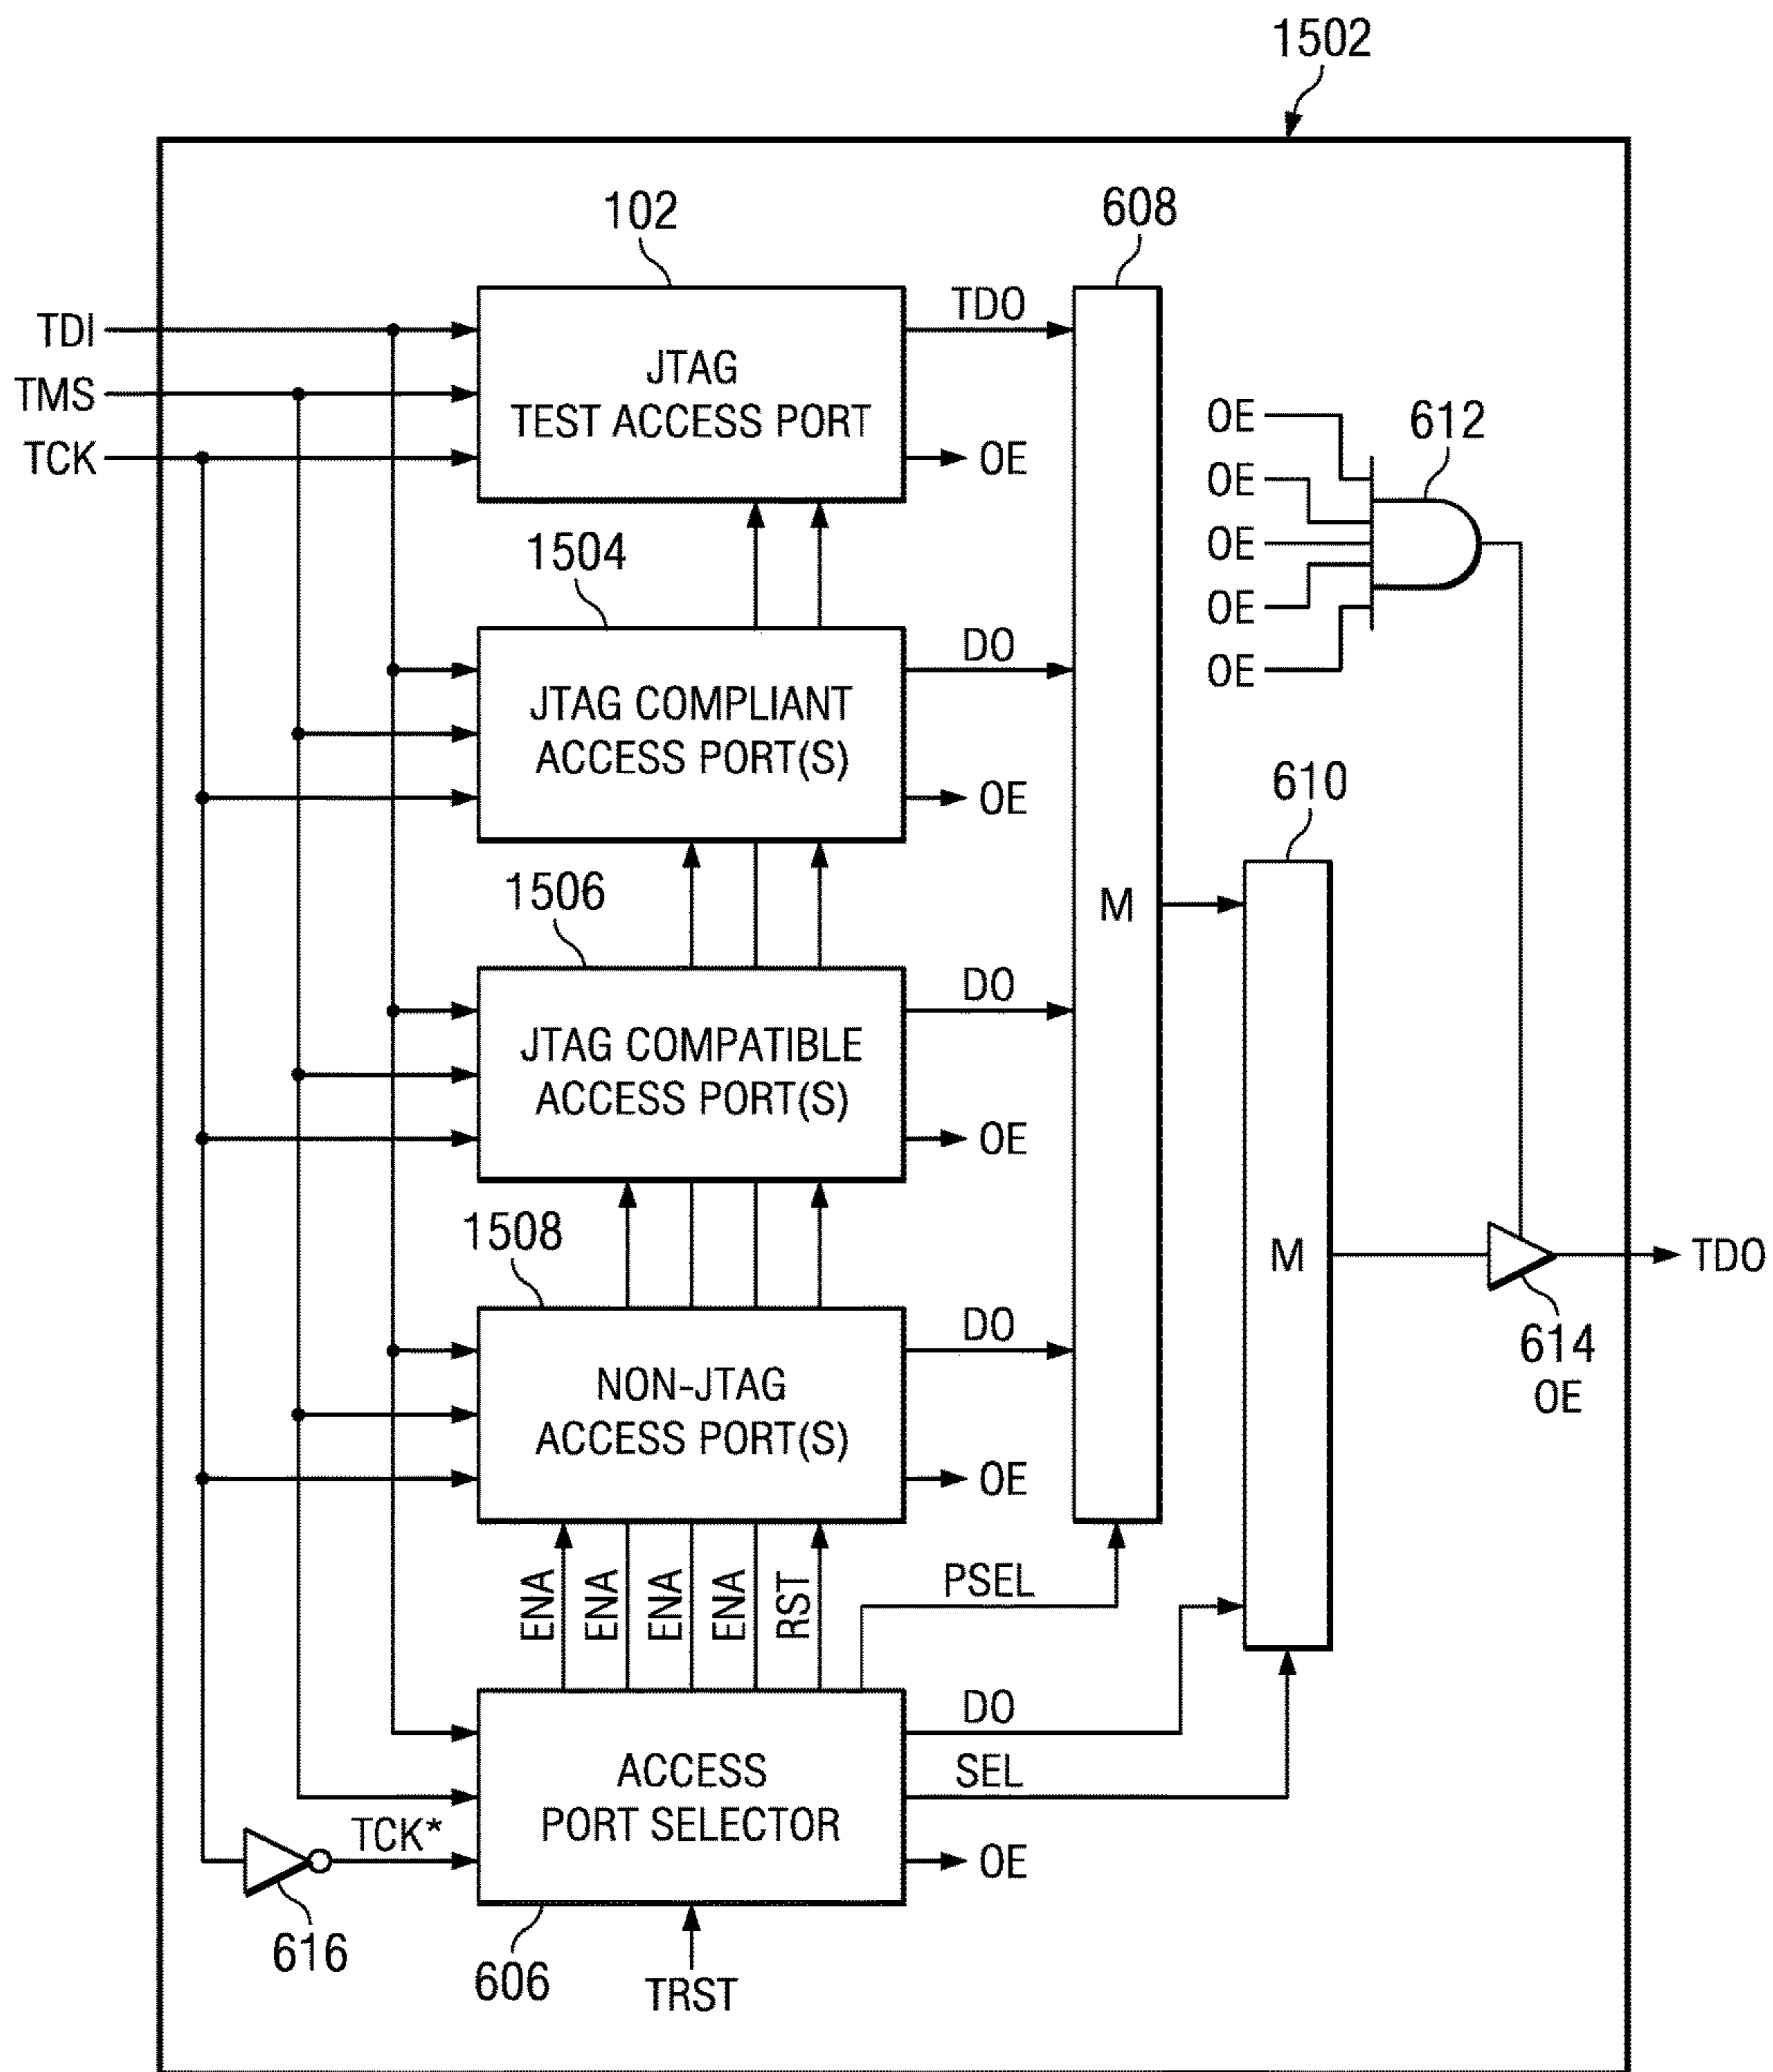 1502
102
608
TDI
TMS
TCK
JTAG
TEST ACCESS PORT
TDO
OE
OE
OE
OE
OE
OE
612
1504
JTAG COMPLIANT
ACCESS PORT(S)
DO
OE
610
1506
JTAG COMPATIBLE
ACCESS PORT(S)
DO
OE
M
M
1508
NON-JTAG
ACCESS PORT(S)
DO
OE
TDO
614
OE
ENA
ENA
ENA
ENA
RST
PSEL
ACCESS
PORT SELECTOR
DO
SEL
OE
TCK*
616
606
TRST